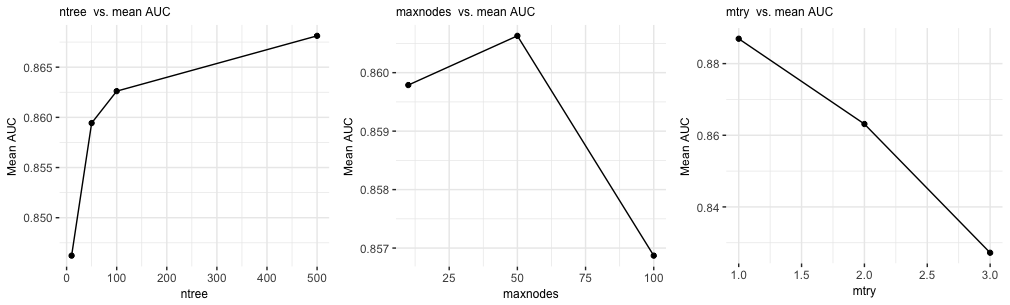 ntree  vs. mean AUC
Mean AUC
0.865
0.860
0.855
0.850
0
100
200
300
400
500
ntree
maxnodes  vs. mean AUC
Mean AUC
0.860
0.859
0.858
0.857
25
50
75
100
maxnodes
mtry  vs. mean AUC
Mean AUC
0.88
0.86
0.84
1.0
1.5
2.0
2.5
3.0
mtry